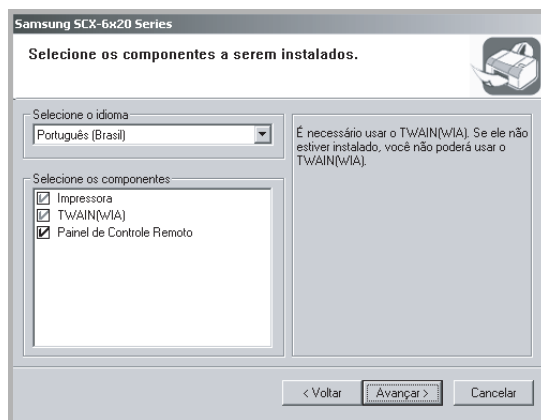 Samsung SCX-6x20 Series
Selecione os componentes a serem instalados.
Selecione o idioma
Português (Brasil)
Selecione os componentes
Impressora
TWAIN(WIA)
Painel de Controle Remoto
É necessário usar o TWAIN(WIA). Se ele não
estiver instalado, você não poderá usar o
TWAIN(WIA).
< Voltar
Avançar >
Cancelar